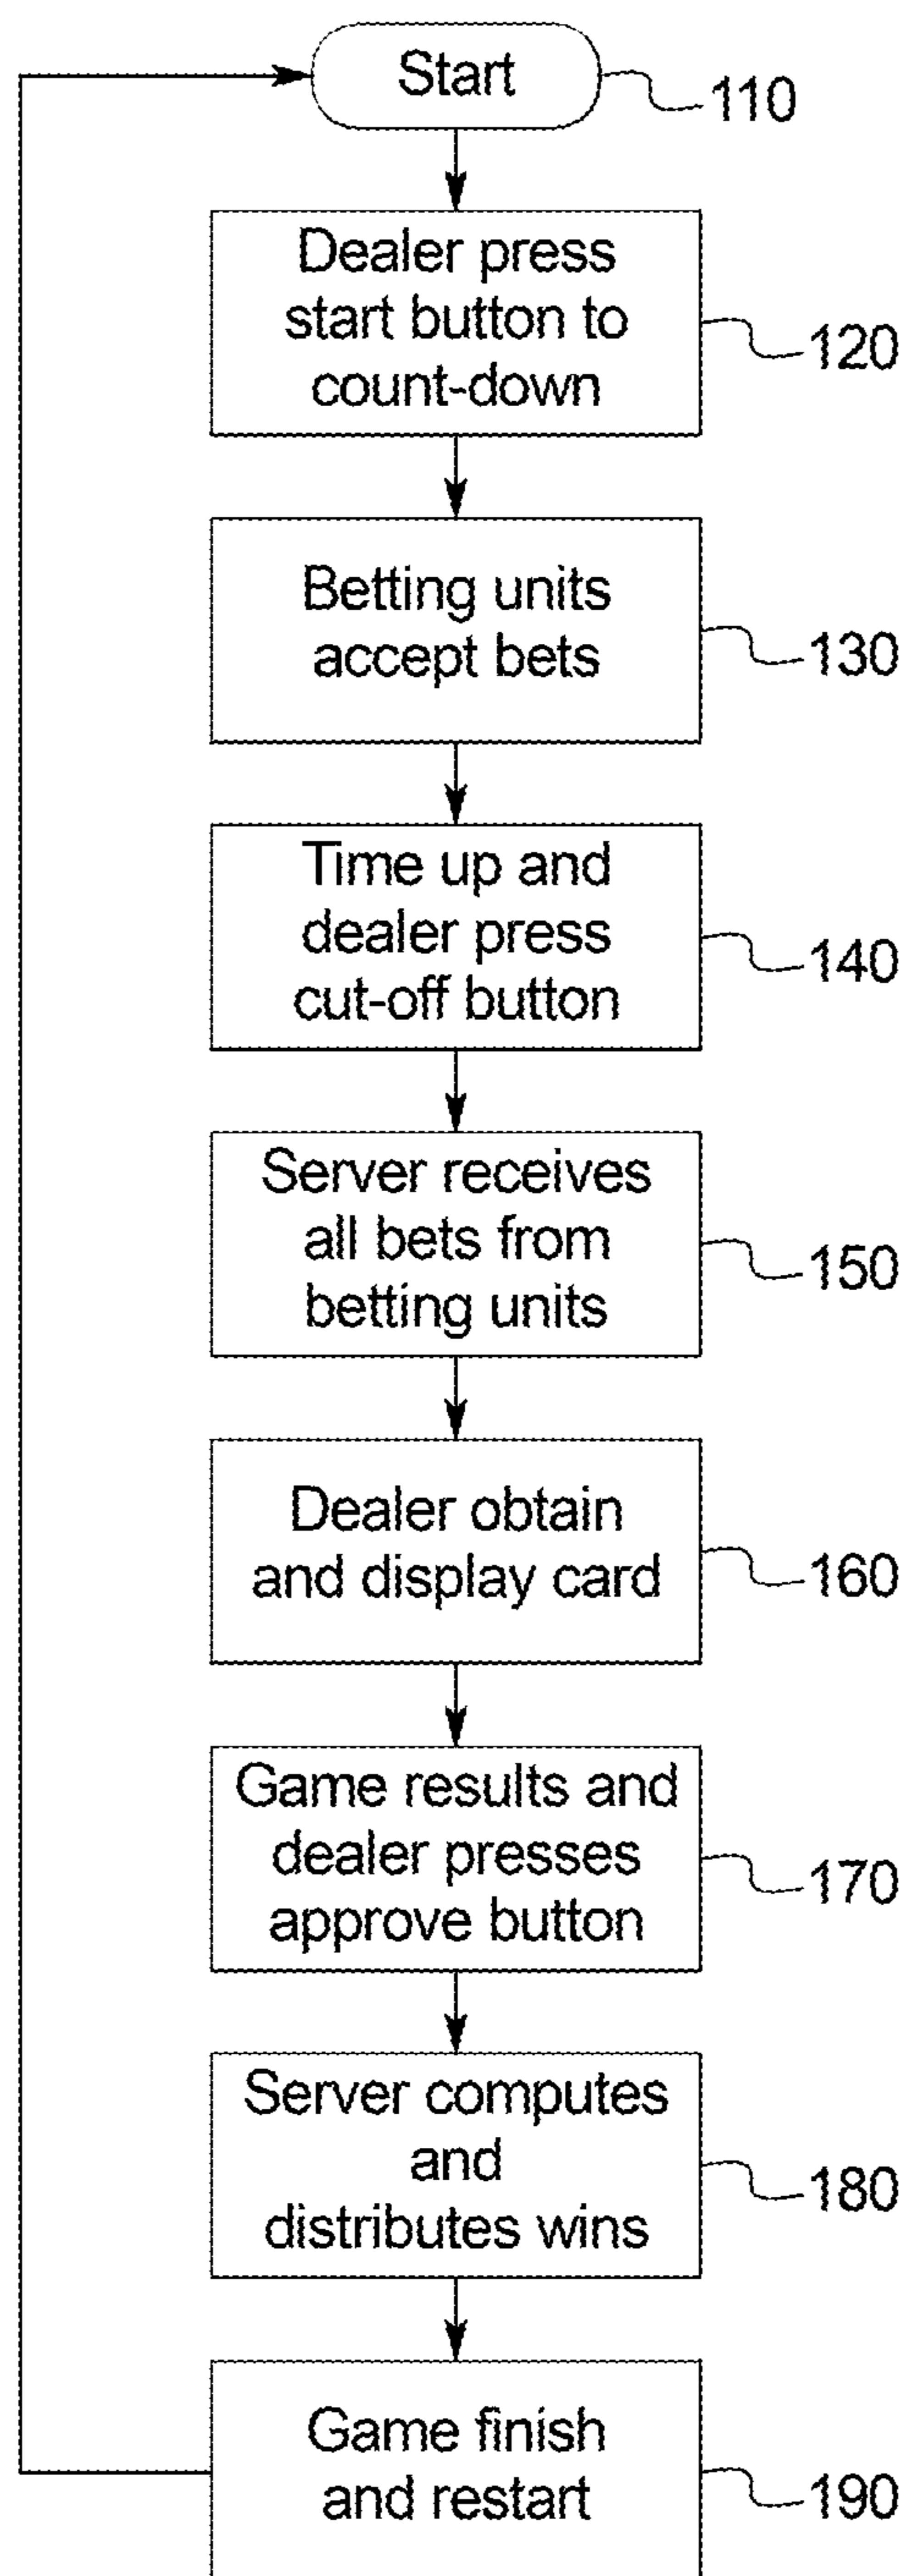 Start
110
Dealer press
start button to
count-down
120
Betting units
accept bets
130
Time up and
dealer press
cut-off button
140
Server receives
all bets from
betting units
150
Dealer obtain
and display card
160
Game results and
dealer presses
approve button
170
Server computes
and
distributes wins
180
Game finish
and restart
190